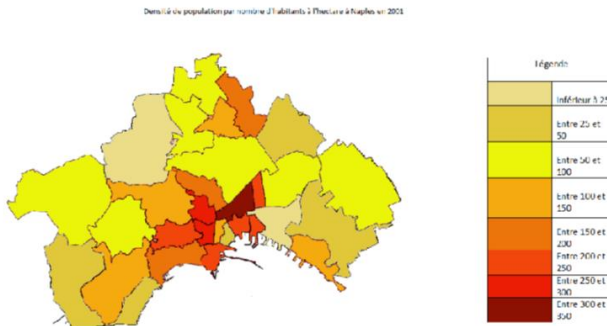 Densité de population par nombre d'habitants à l'hectare à Naples en 2001
Légende
Inférieur à 25
Entre 25 et
50
Entre 50 et
100
Entre 100 et
150
Entre 150 et
200
Entre 200 et
250
Entre 250 et
300
Entre 300 et
350